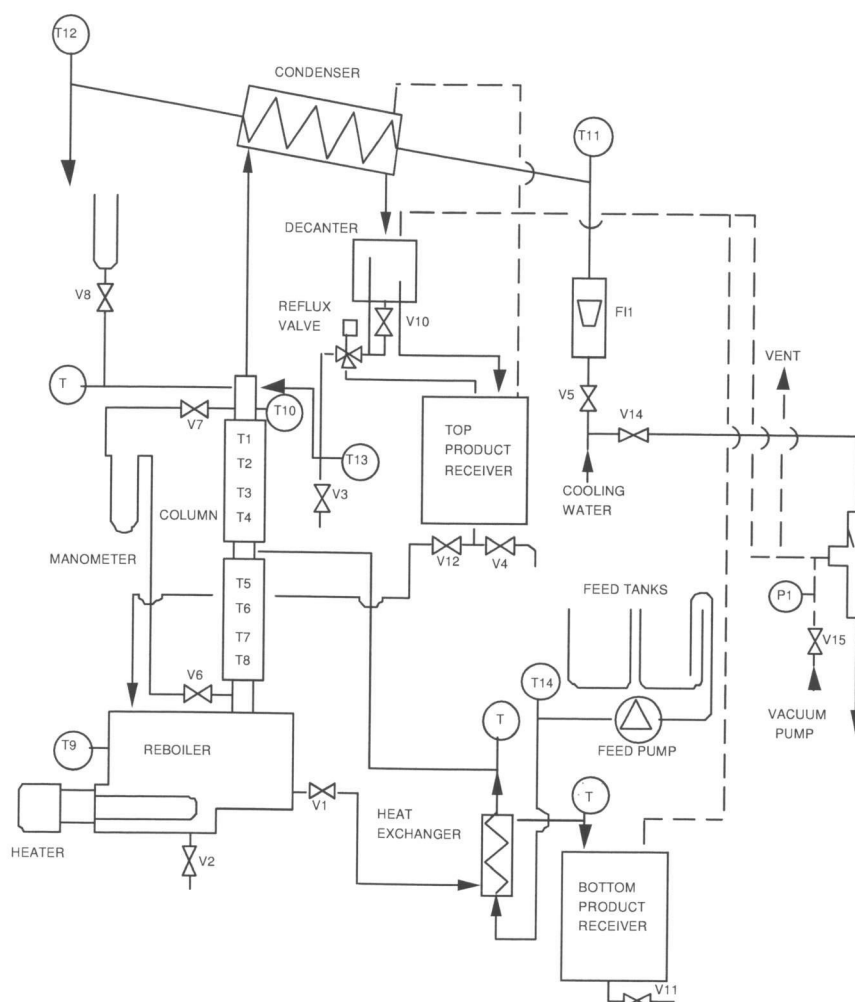 T12
CONDENSER
T11
DECANTER
V8
REFLUX
VALVE
V10
FI1
VENT
T
V5
V7
T10
V14
T1
T2
T3
T4
TOP
PRODUCT
RECEIVER
T13
V3
COOLING
WATER
COLUMN
MANOMETER
V12
V4
T5
T6
T7
T8
FEED TANKS
P1
V15
V6
T14
T
VACUUM
PUMP
FEED PUMP
T9
REBOILER
V1
T
HEAT
EXCHANGER
HEATER
V2
BOTTOM
PRODUCT
RECEIVER
V11